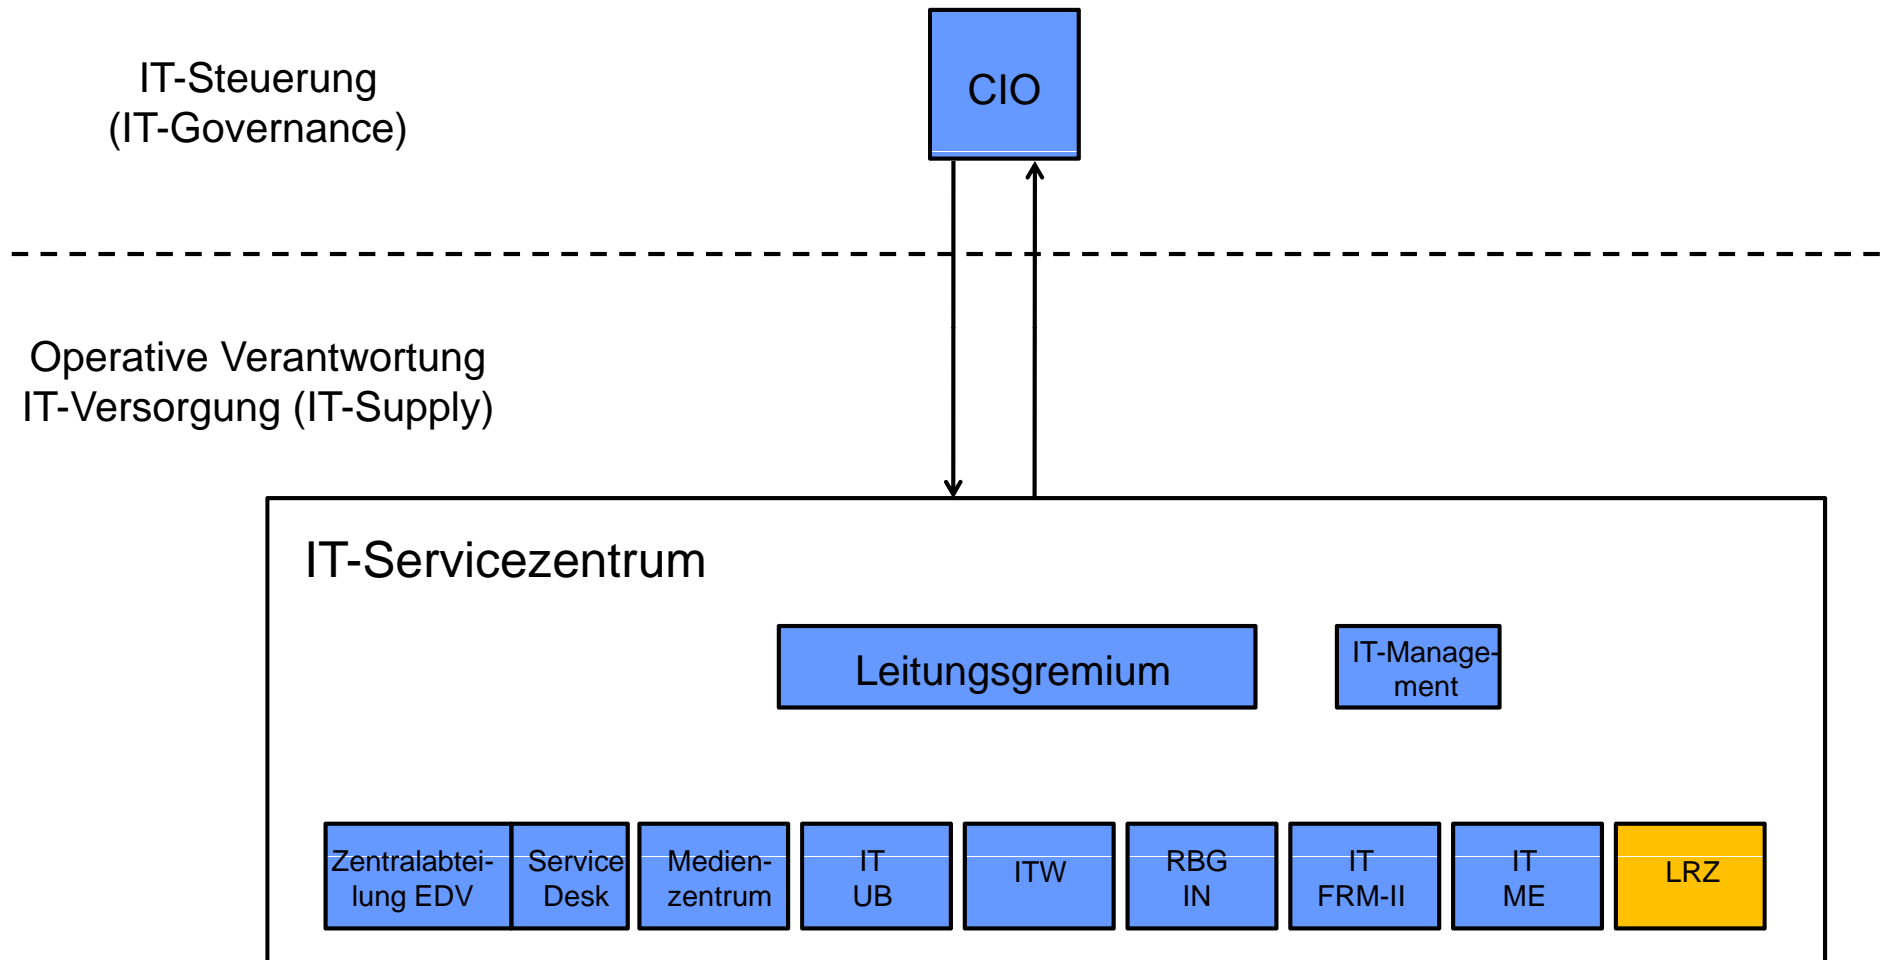 IT-Steuerung
(IT-Governance)
CIO
Operative Verantwortung
IT-Versorgung (IT-Supply)
IT-Servicezentrum
Leitungsgremium
IT-Manage-
ment
Zentralabtei-
lung EDV
Service
Desk
Medien-
zentrum
IT
UB
ITW
RBG
IN
IT
FRM-II
IT
ME
LRZ